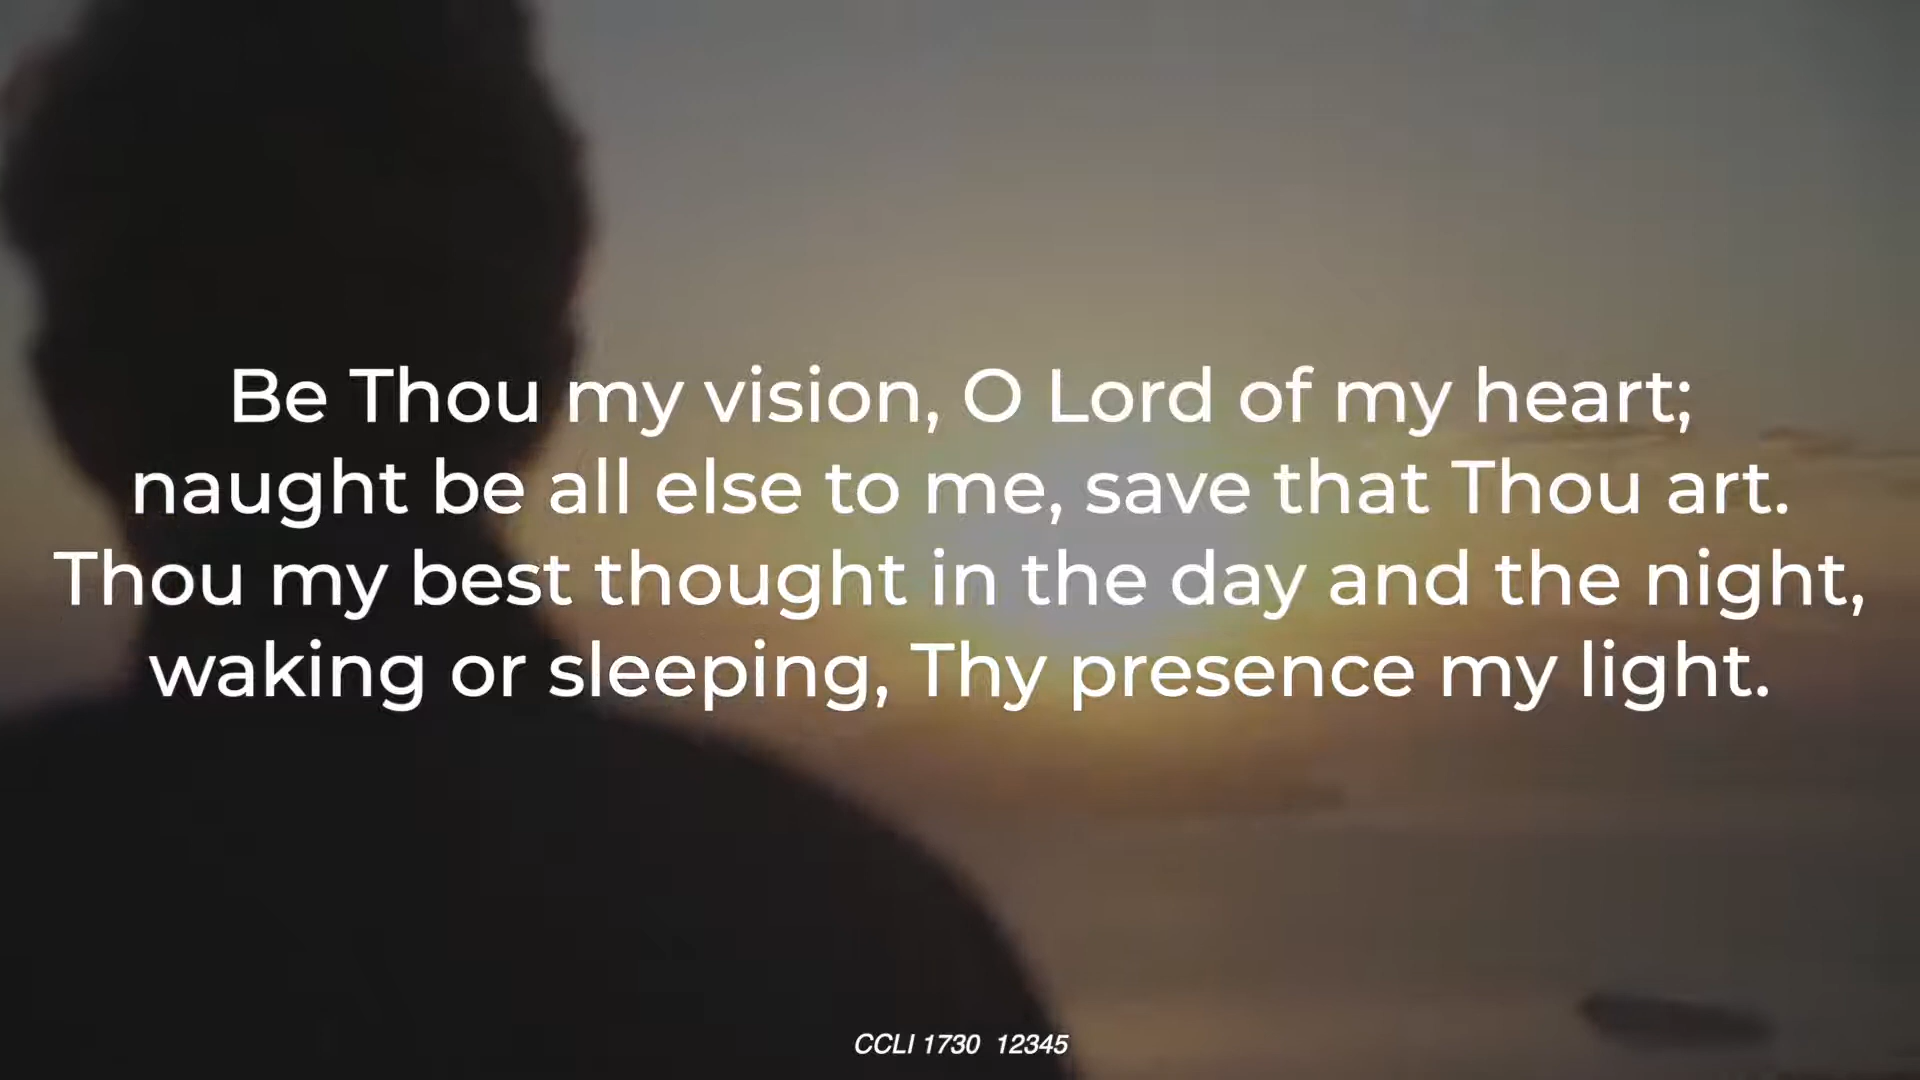 Be Thou my vision, O Lord of my heart;
naught be all else to me, save that Thou art.
Thou my best thought in the day and the night,
waking or sleeping, Thy presence my light.
CCLI 1730  12345